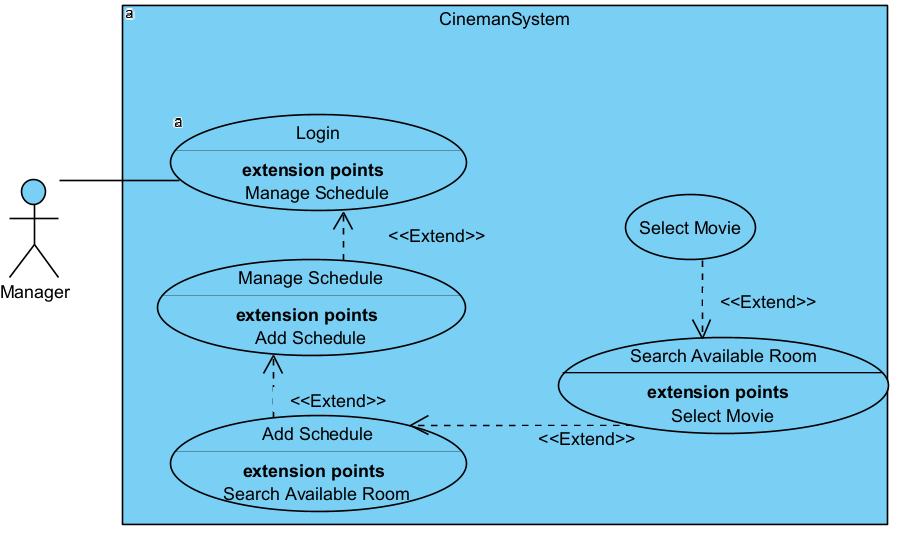 a
CinemanSystem
a
Login
extension points
Manage Schedule
<<Extend>>
Manager
Manage Schedule
extension points
Add Schedule
<<Extend>>
Add Schedule
extension points
Search Available Room
Select Movie
<<Extend>>
Search Available Room
extension points
Select Movie
<<Extend>>